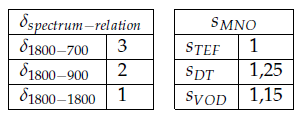 δspectrum−relation
δ1800−700 3
δ1800−900 2
δ1800−1800 1
sMNO
sTEF 1
sDT 1,25
sVOD 1,15